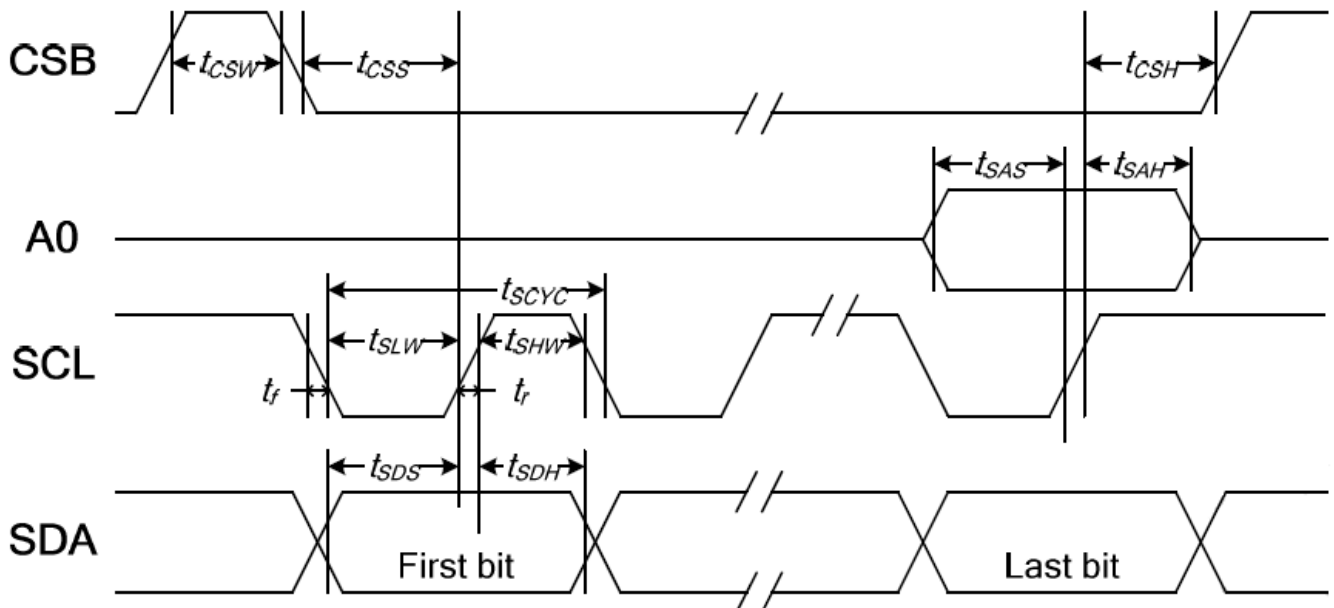 CSB
tCSW
tCSS
tCSH
tSAS
tSAH
A0
tSCYC
SCL
tSLW
tSHW
tf
tr
tSDS
tSDH
SDA
First bit
Last bit